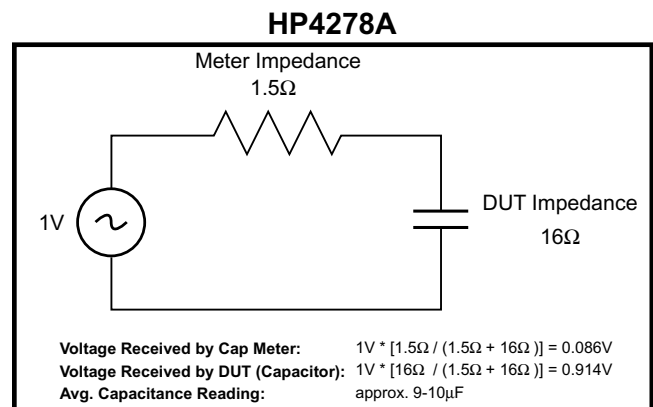 HP4278A
Meter Impedance
1.5Ω
1V
DUT Impedance
16Ω
Voltage Received by Cap Meter: 1V * [1.5Ω / (1.5Ω + 16Ω )] = 0.086V
Voltage Received by DUT (Capacitor): 1V * [16Ω / (1.5Ω + 16Ω )] = 0.914V
Avg. Capacitance Reading: approx. 9-10µF